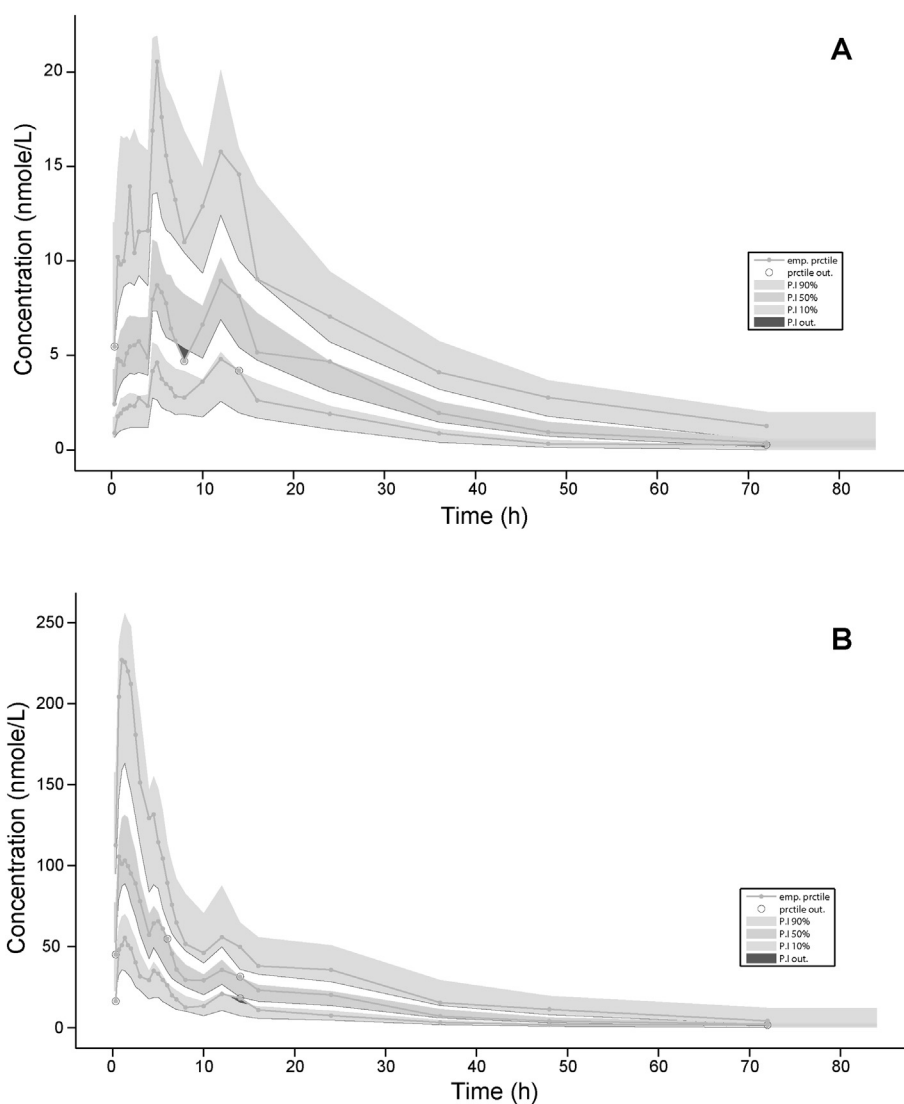 A
Concentration (nmole/L)
20
15
10
5
0
emp. prctile
prctile out.
P.I 90%
P.I 50%
P.I 10%
P.I out.
0 10 20 30 40 50 60 70 80
Time (h)
B
Concentration (nmole/L)
250
200
150
100
50
0
emp. prctile
prctile out.
P.I 90%
P.I 50%
P.I 10%
P.I out.
0 10 20 30 40 50 60 70 80
Time (h)